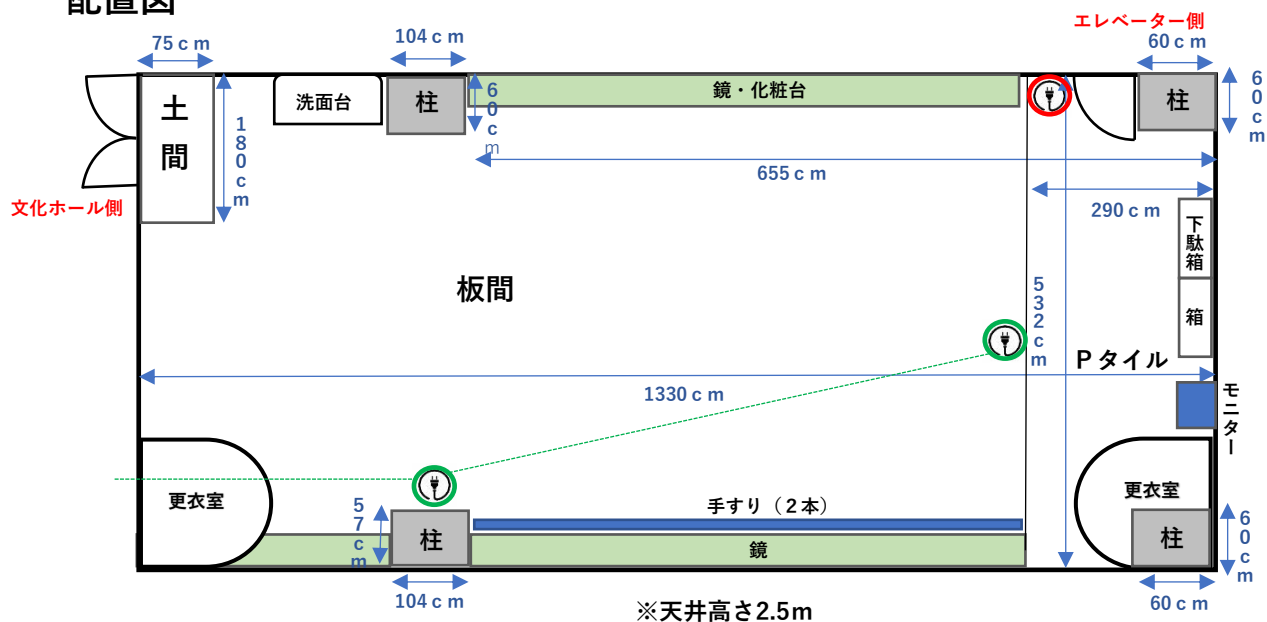 配置図
エレベーター側
75ｃｍ
104ｃｍ
60ｃｍ
土間
洗面台
柱
60ｃｍ
鏡・化粧台
柱
60ｃｍ
180ｃｍ
655ｃｍ
文化ホール側
290ｃｍ
下駄箱
板間
532ｃｍ
箱
Ｐタイル
1330ｃｍ
モニター
更衣室
57ｃｍ
柱
手すり（２本）
鏡
更衣室
柱
60ｃｍ
104ｃｍ
60ｃｍ
※天井高さ2.5ｍ